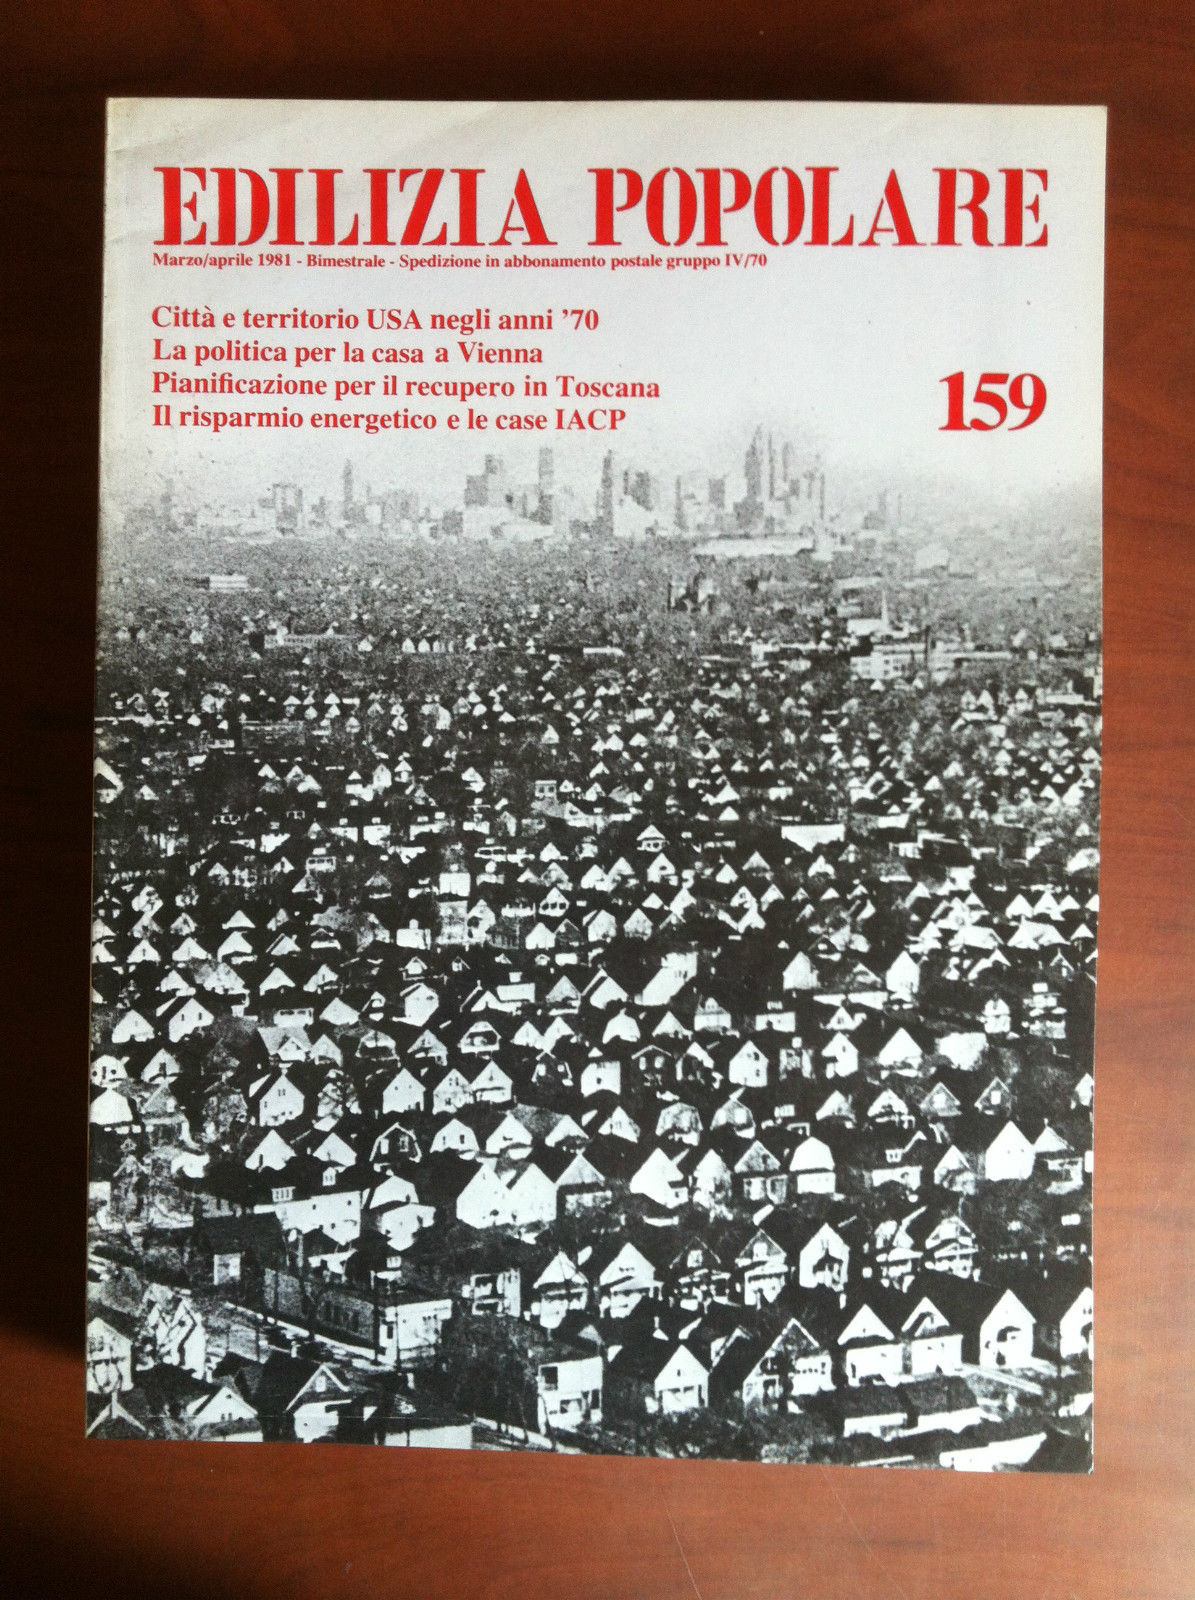 EDILIZIA POPOLARE
Marzo/aprile 1981 - Bimestrale - Spedizione in abbonamento postale gruppo IV/70
Città e territorio USA negli anni ’70
La politica per la casa a Vienna
Pianificazione per il recupero in Toscana
Il risparmio energetico e le case IACP
159